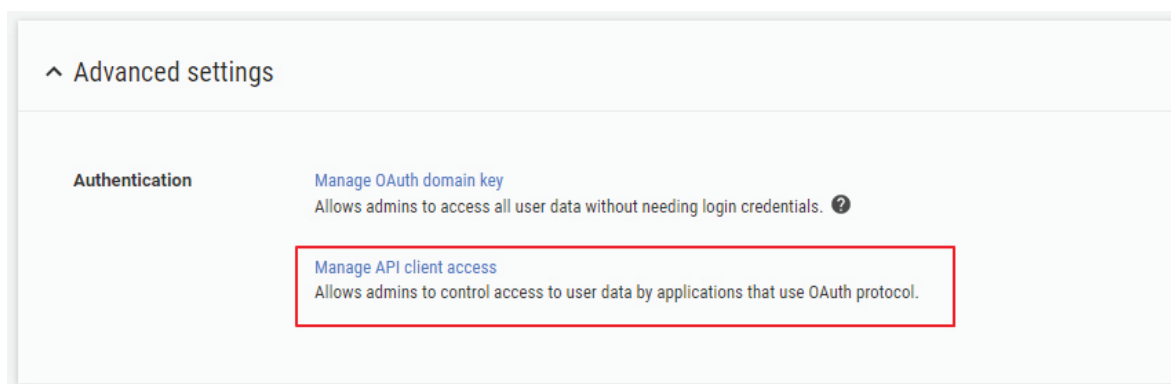 Advanced settings
Authentication
Manage OAuth domain key
Allows admins to access all user data without needing login credentials. ?
Manage API client access
Allows admins to control access to user data by applications that use OAuth protocol.